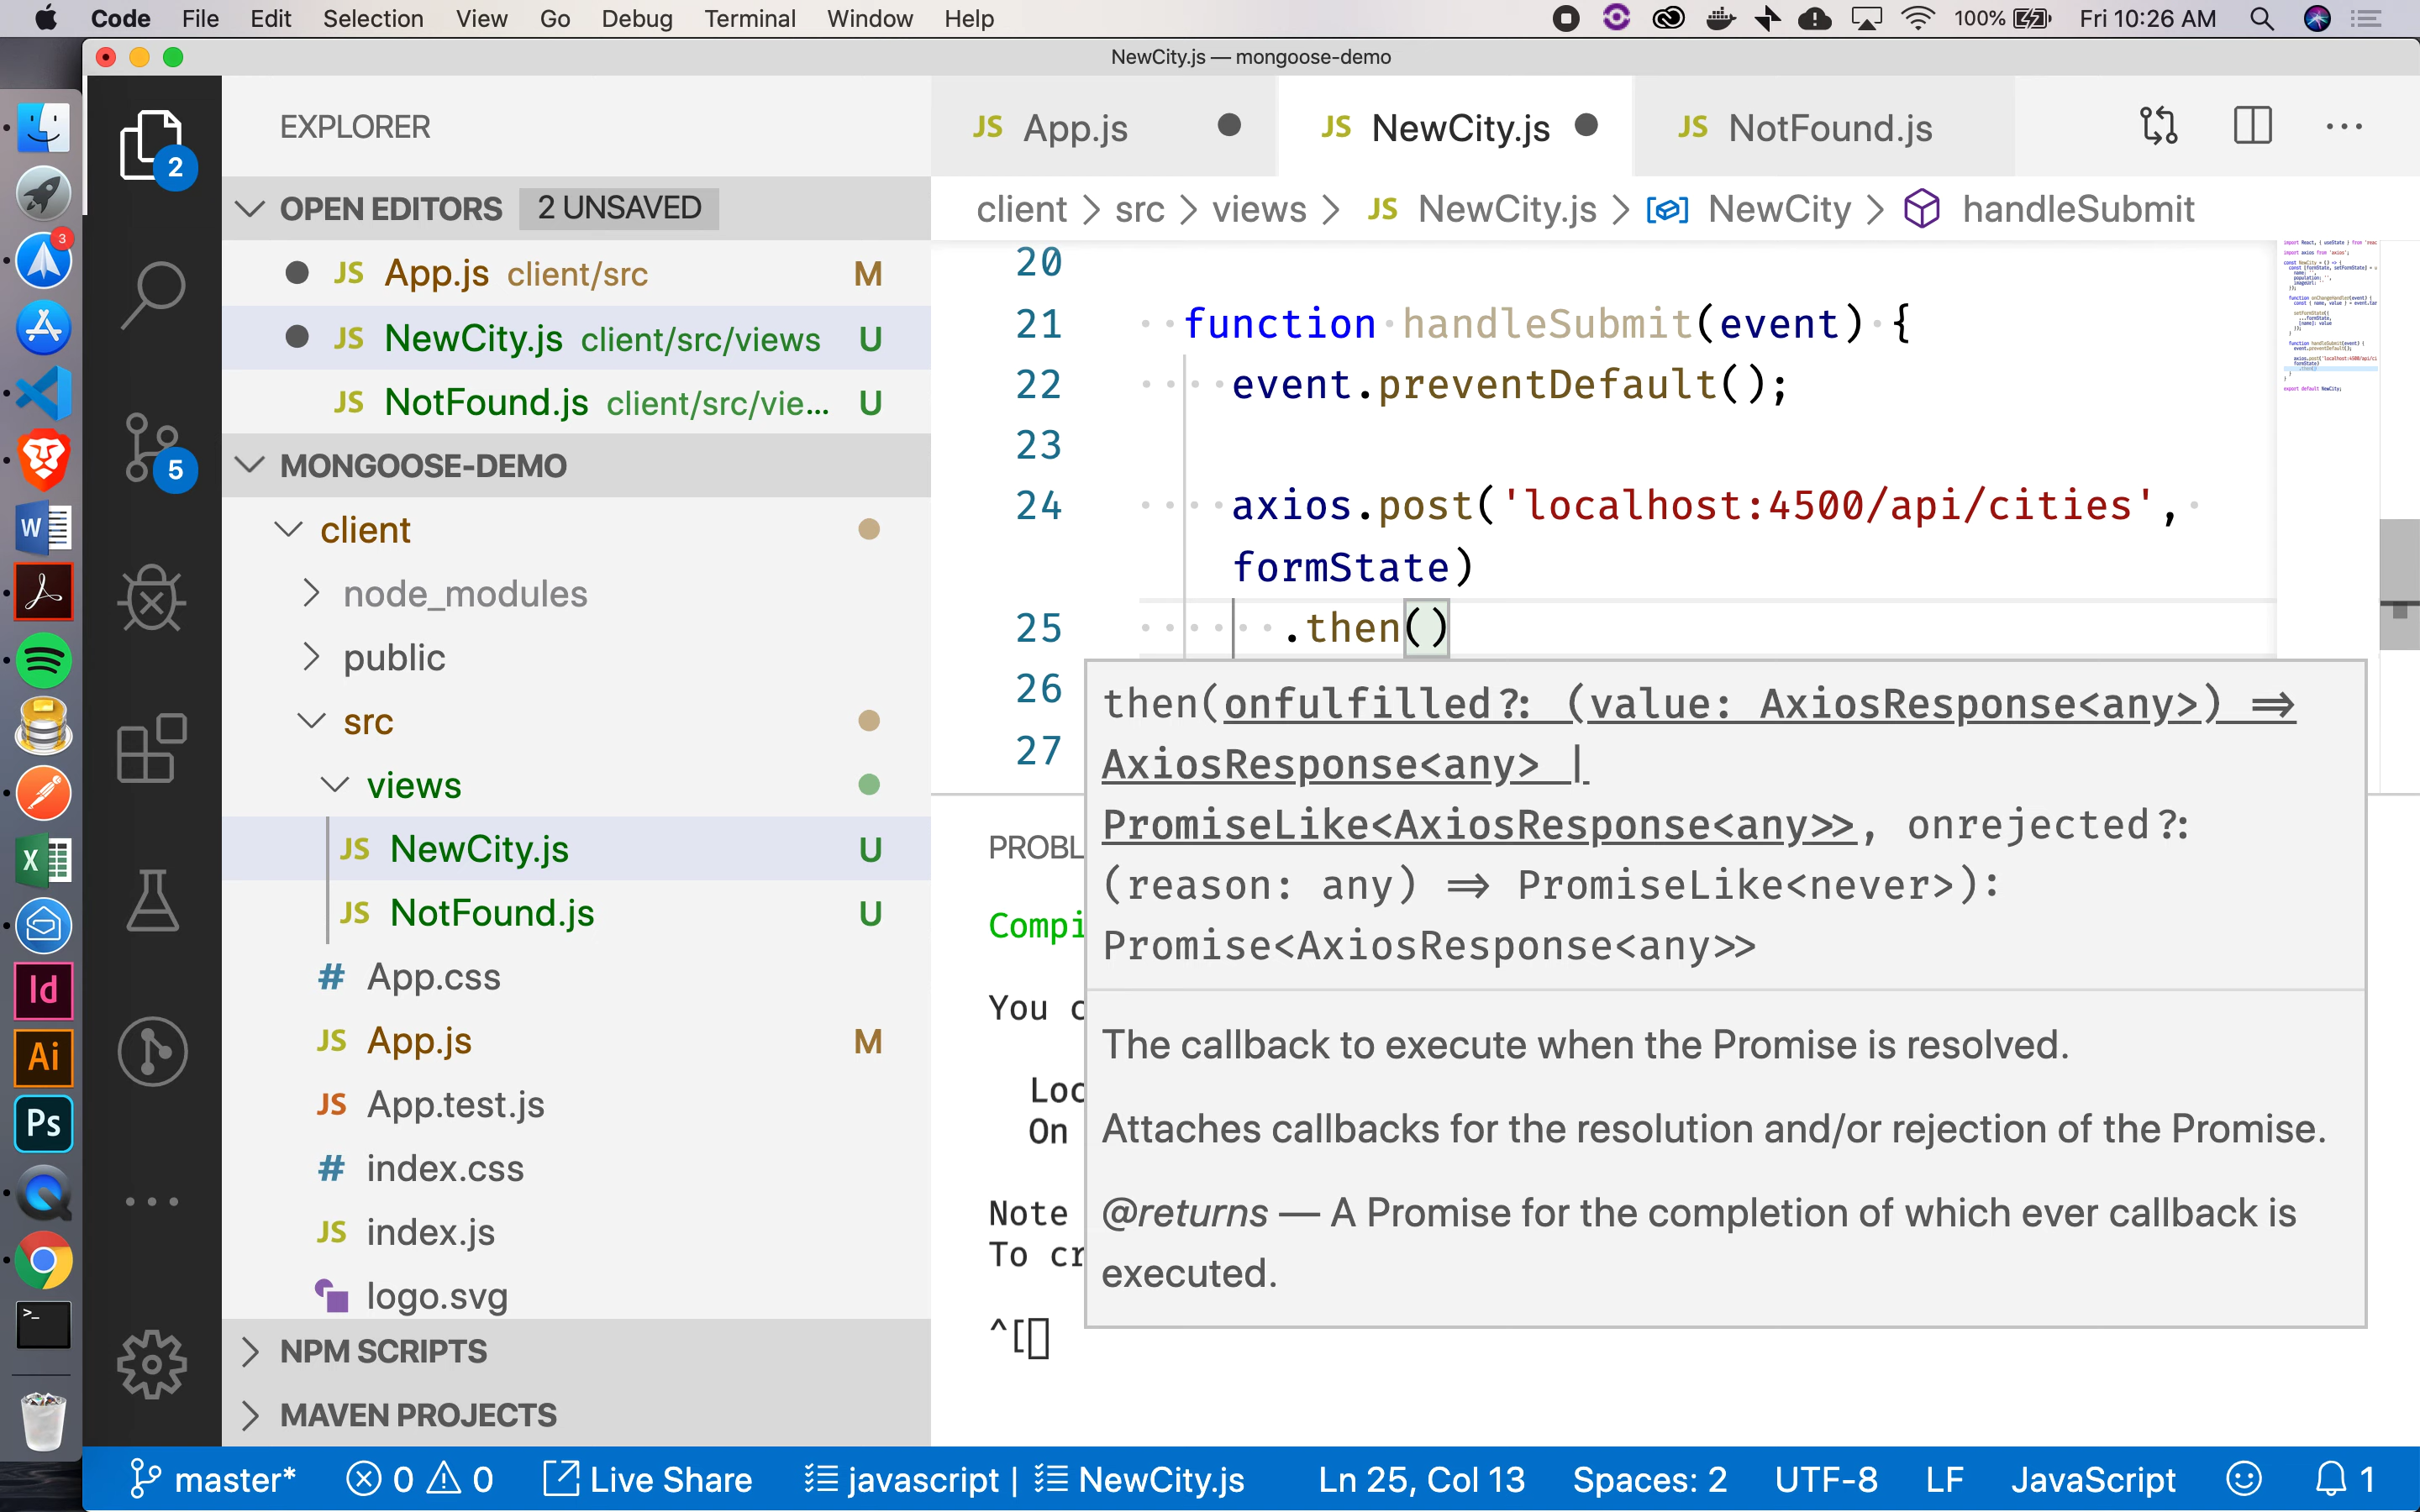 Code File Edit Selection View Go Debug Terminal Window Help 100% Fri 10:26 AM
NewCity.js — mongoose-demo
3
W
X
Id
Ai
Ps
>_
2
5
EXPLORER
OPEN EDITORS 2 UNSAVED
JS App.js client/src M
JS NewCity.js client/src/views U
JS NotFound.js client/src/vie... U
MONGOOSE-DEMO
client
node_modules
public
src
views
JS NewCity.js U
JS NotFound.js U
# App.css
JS App.js M
JS App.test.js
# index.css
JS index.js
logo.svg
NPM SCRIPTS
MAVEN PROJECTS
JS App.js JS NewCity.js JS NotFound.js ...
client > src > views > JS NewCity.js > NewCity > handleSubmit
20
21 function handleSubmit(event) {
22 event.preventDefault();
23
24 axios.post('localhost:4500/api/cities',
formState)
25 .then()
26
27
then(onfulfilled?: (value: AxiosResponse<any>) =>
AxiosResponse<any> |
PromiseLike<AxiosResponse<any>>, onrejected?:
(reason: any) => PromiseLike<never>):
Promise<AxiosResponse<any>>
The callback to execute when the Promise is resolved.
Attaches callbacks for the resolution and/or rejection of the Promise.
@returns — A Promise for the completion of which ever callback is
executed.
PROBL
Compi
You c
Loc
On
Note
To cr
^[
master* 0 0 Live Share javascript | NewCity.js Ln 25, Col 13 Spaces: 2 UTF-8 LF JavaScript 1